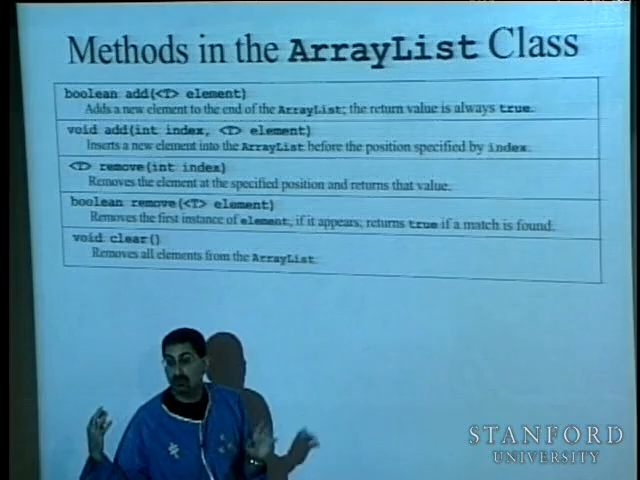 Methods in the ArrayList Class
boolean add(<T> element)
Adds a new element to the end of the ArrayList; the return value is always true.
void add(int index, <T> element)
Inserts a new element into the ArrayList before the position specified by index.
<T> remove(int index)
Removes the element at the specified position and returns that value.
boolean remove(<T> element)
Removes the first instance of element, if it appears; returns true if a match is found.
void clear()
Removes all elements from the ArrayList.
STANFORD
UNIVERSITY